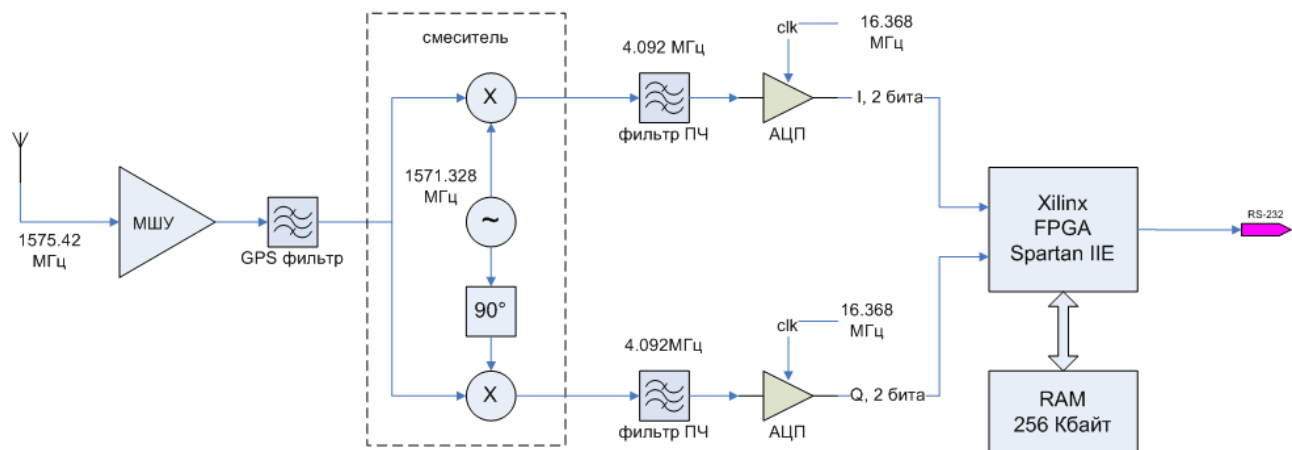 смеситель
16.368
МГц
clk
4.092 МГц
X
фильтр ПЧ
АЦП
I, 2 бита
1571.328
МГц
~
МШУ
1575.42
МГц
GPS фильтр
90°
Xilinx
FPGA
Spartan IIE
RS-232
16.368
МГц
clk
4.092МГц
X
фильтр ПЧ
АЦП
Q, 2 бита
RAM
256 Кбайт